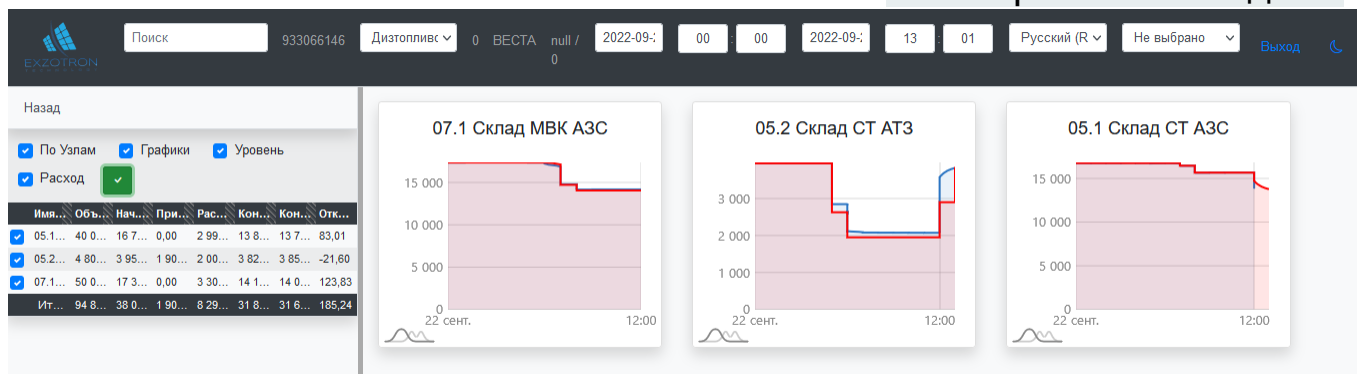 EXZOTRON
Поиск
933066146
Дизтопливс
0 ВЕСТА null / 0
2022-09-2
00 : 00
2022-09-2
13 : 01
Русский (R
Не выбрано
Выход
Назад
По Узлам Графики Уровень
Расход
Имя... Объ... Нач... При... Рас... Кон... Кон... Отк...
05.1... 40 0... 16 7... 0,00 2 99... 13 8... 13 7... 83,01
05.2... 4 80... 3 95... 1 90... 2 00... 3 82... 3 85... -21,60
07.1... 50 0... 17 3... 0,00 3 30... 14 1... 14 0... 123,83
Ит... 94 8... 38 0... 1 90... 8 29... 31 8... 31 6... 185,24
07.1 Склад МВК АЗС
15 000
10 000
5 000
0
22 сент. 12:00
05.2 Склад СТ АТЗ
3 000
2 000
1 000
0
22 сент. 12:00
05.1 Склад СТ АЗС
15 000
10 000
5 000
0
22 сент. 12:00